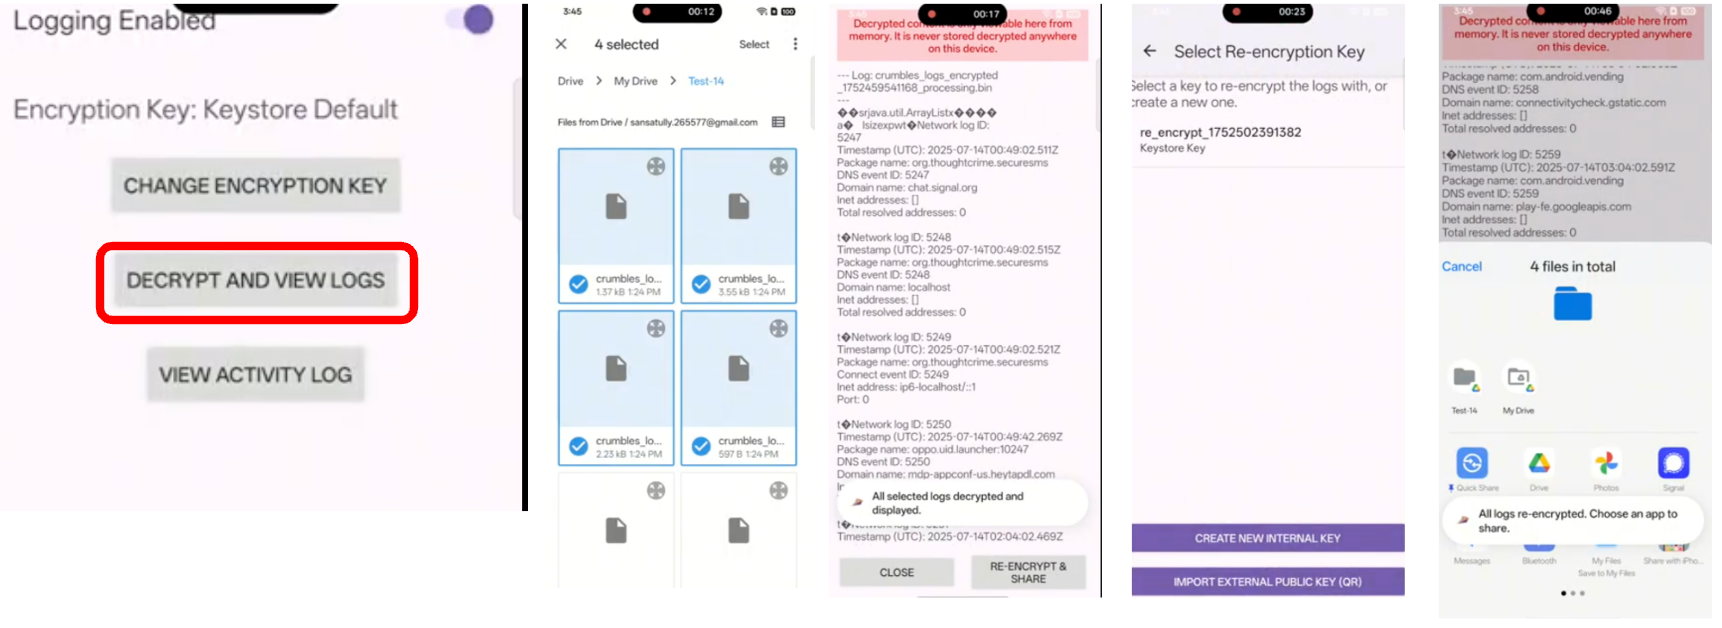 Logging Enabled
Encryption Key: Keystore Default
CHANGE ENCRYPTION KEY
DECRYPT AND VIEW LOGS
VIEW ACTIVITY LOG
3:45
00:12
100
4 selected
Select
Drive > My Drive > Test-14
Files from Drive / sansatully.265577@gmail.com
crumbles_lo...
1.37 kB 1:24 PM
crumbles_lo...
3.55 kB 1:24 PM
crumbles_lo...
2.23 kB 1:24 PM
crumbles_lo...
597 B 1:24 PM
00:17
Decrypted content is only viewable here from
memory. It is never stored decrypted anywhere
on this device.
--- Log: crumbles_logs_encrypted
_1752459541168_processing.bin
---
��srjava.util.ArrayListx����
a� Isizexpwt�Network log ID:
5247
Timestamp (UTC): 2025-07-14T00:49:02.511Z
Package name: org.thoughtcrime.securesms
DNS event ID: 5247
Domain name: chat.signal.org
Inet addresses: []
Total resolved addresses: 0
t�Network log ID: 5248
Timestamp (UTC): 2025-07-14T00:49:02.515Z
Package name: org.thoughtcrime.securesms
DNS event ID: 5248
Domain name: localhost
Inet addresses: []
Total resolved addresses: 0
t�Network log ID: 5249
Timestamp (UTC): 2025-07-14T00:49:02.521Z
Package name: org.thoughtcrime.securesms
Connect event ID: 5249
Inet address: ip6-localhost/::1
Port: 0
t�Network log ID: 5250
Timestamp (UTC): 2025-07-14T00:49:42.269Z
Package name: oppo.uid.launcher:10247
DNS event ID: 5250
Domain name: mdp-appconf-us.heytapdl.com
All selected logs decrypted and
displayed.
Timestamp (UTC): 2025-07-14T02:04:02.469Z
CLOSE
RE-ENCRYPT &
SHARE
3:45
00:23
Select Re-encryption Key
Select a key to re-encrypt the logs with, or
create a new one.
re_encrypt_1752502391382
Keystore Key
CREATE NEW INTERNAL KEY
IMPORT EXTERNAL PUBLIC KEY (QR)
3:45
00:46
Decrypted content is only viewable here from
memory. It is never stored decrypted anywhere
on this device.
Package name: com.android.vending
DNS event ID: 5258
Domain name: connectivitycheck.gstatic.com
Inet addresses: []
Total resolved addresses: 0
t�Network log ID: 5259
Timestamp (UTC): 2025-07-14T03:04:02.591Z
Package name: com.android.vending
DNS event ID: 5259
Domain name: play-fe.googleapis.com
Inet addresses: []
Total resolved addresses: 0
Cancel
4 files in total
Test-14
My Drive
Quick Share
Drive
Photos
Signal
All logs re-encrypted. Choose an app to
share.
Messages
Bluetooth
My Files
Save to My Files
Share with iPho...